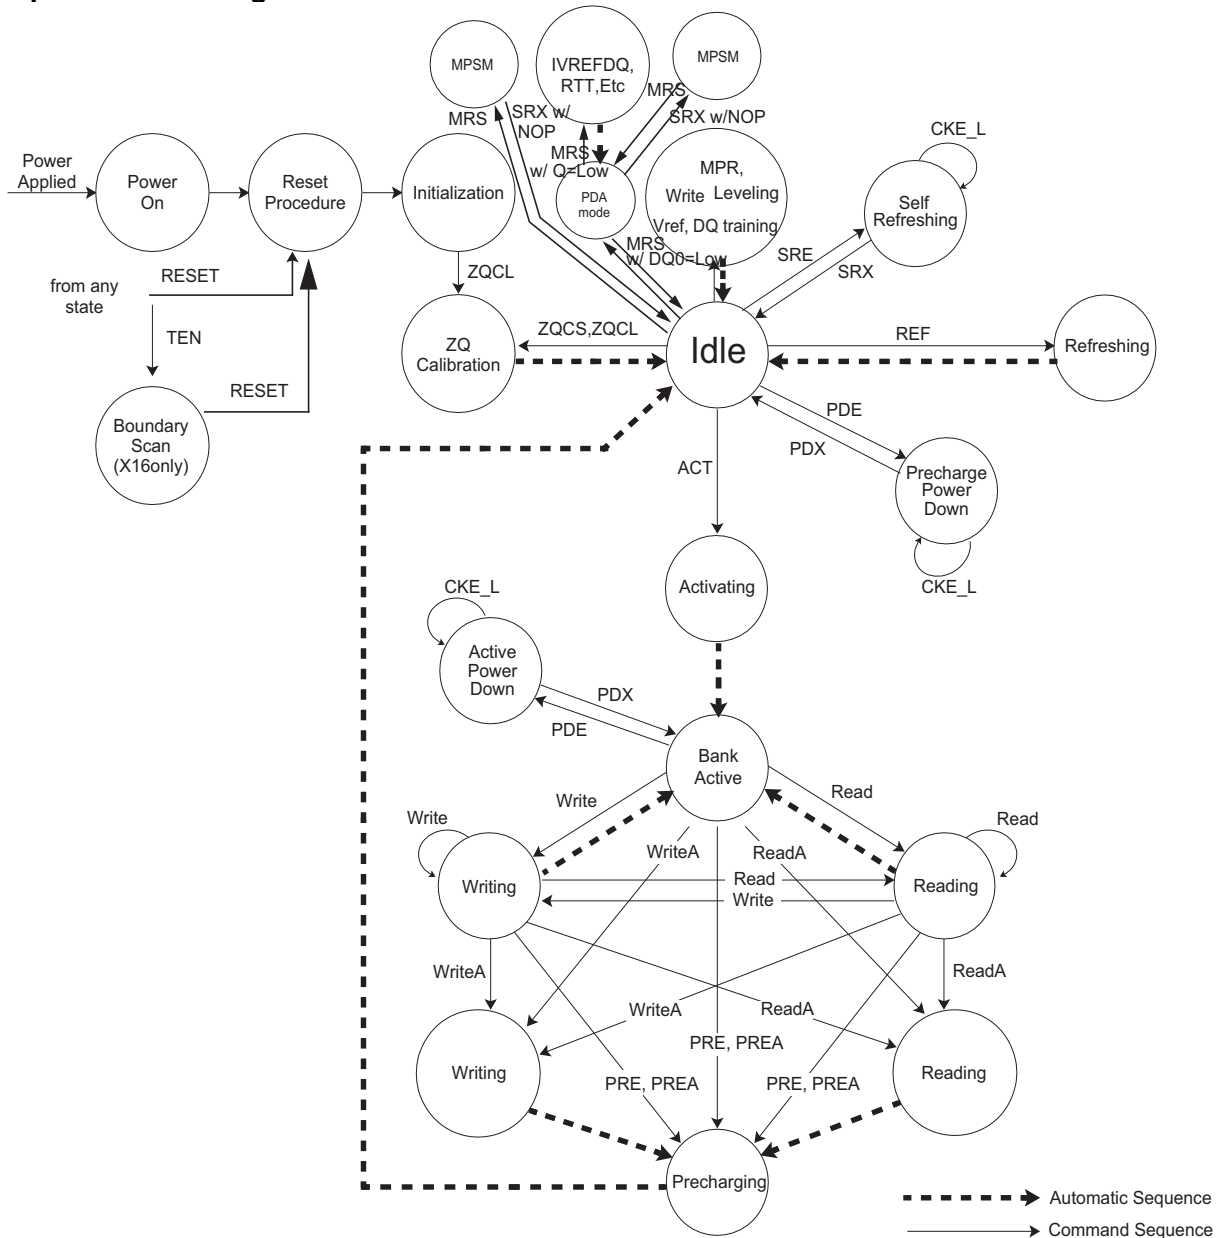 MPSM
IVREFDQ,
RTT,Etc
MPSM
MRS
SRX w/
NOP
MRS
SRX w/NOP
MRS
w/ Q=Low
CKE_L
Power
Applied
Power
On
Reset
Procedure
Initialization
PDA
mode
MPR,
Write Leveling
Vref, DQ training
Self
Refreshing
MRS
w/ DQ0=Low
SRE
SRX
RESET
from any
state
ZQCL
TEN
ZQ
Calibration
ZQCS,ZQCL
Idle
REF
Refreshing
RESET
Boundary
Scan
(X16only)
PDE
PDX
ACT
Precharge
Power
Down
CKE_L
Activating
CKE_L
Active
Power
Down
PDX
PDE
Bank
Active
Write
Read
Write
Read
WriteA
ReadA
Writing
Read
Write
Reading
WriteA
ReadA
WriteA
ReadA
PRE, PREA
Writing
Reading
PRE, PREA
PRE, PREA
Precharging
Automatic Sequence
Command Sequence